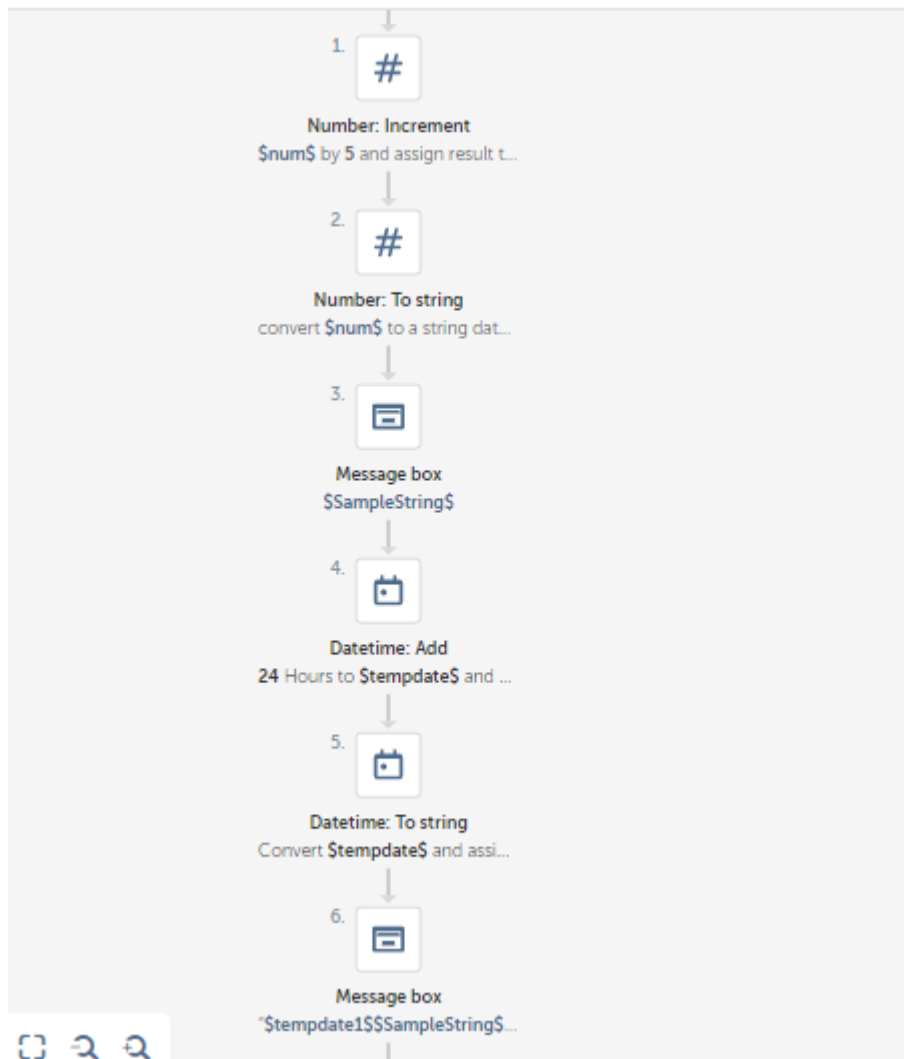 1.
Number: Increment
$num$ by 5 and assign result t...
2.
Number: To string
convert $num$ to a string dat...
3.
Message box
$SampleString$
4.
Datetime: Add
24 Hours to $tempdate$ and ...
5.
Datetime: To string
Convert $tempdate$ and assi...
6.
Message box
"$tempdate1$$SampleString$...